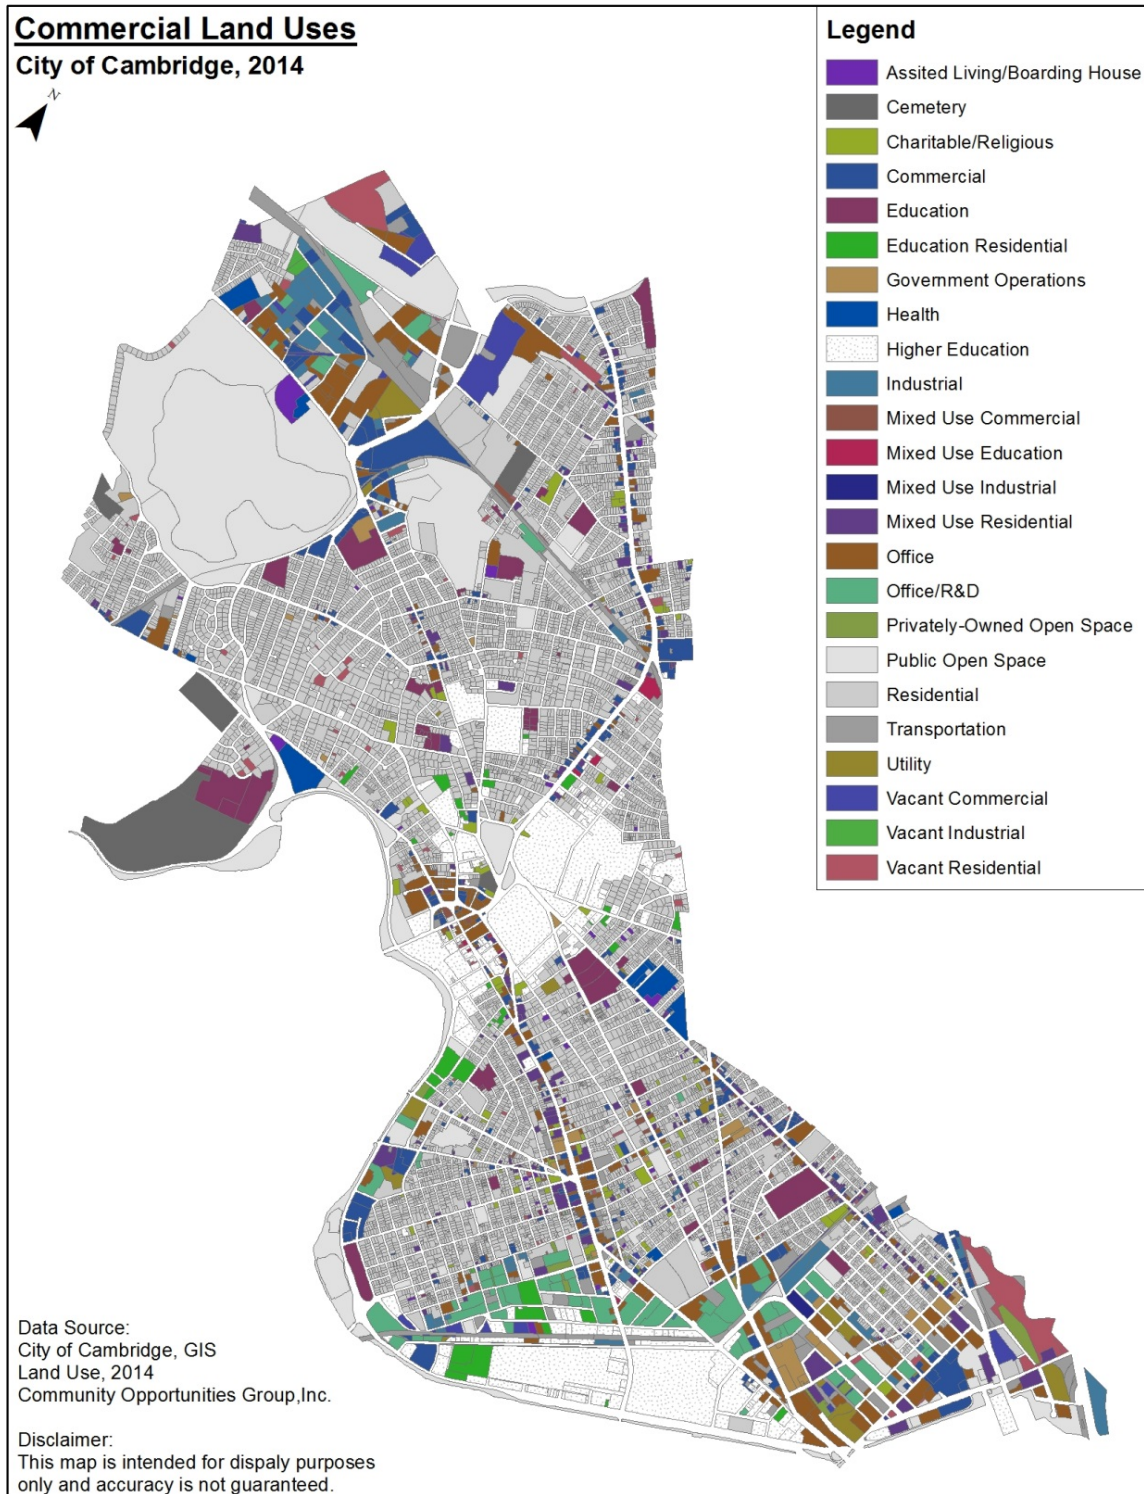 Commercial Land Uses
City of Cambridge, 2014
N
Legend
Assited Living/Boarding House
Cemetery
Charitable/Religious
Commercial
Education
Education Residential
Government Operations
Health
Higher Education
Industrial
Mixed Use Commercial
Mixed Use Education
Mixed Use Industrial
Mixed Use Residential
Office
Office/R&D
Privately-Owned Open Space
Public Open Space
Residential
Transportation
Utility
Vacant Commercial
Vacant Industrial
Vacant Residential
Data Source:
City of Cambridge, GIS
Land Use, 2014
Community Opportunities Group,Inc.
Disclaimer:
This map is intended for dispaly purposes
only and accuracy is not guaranteed.